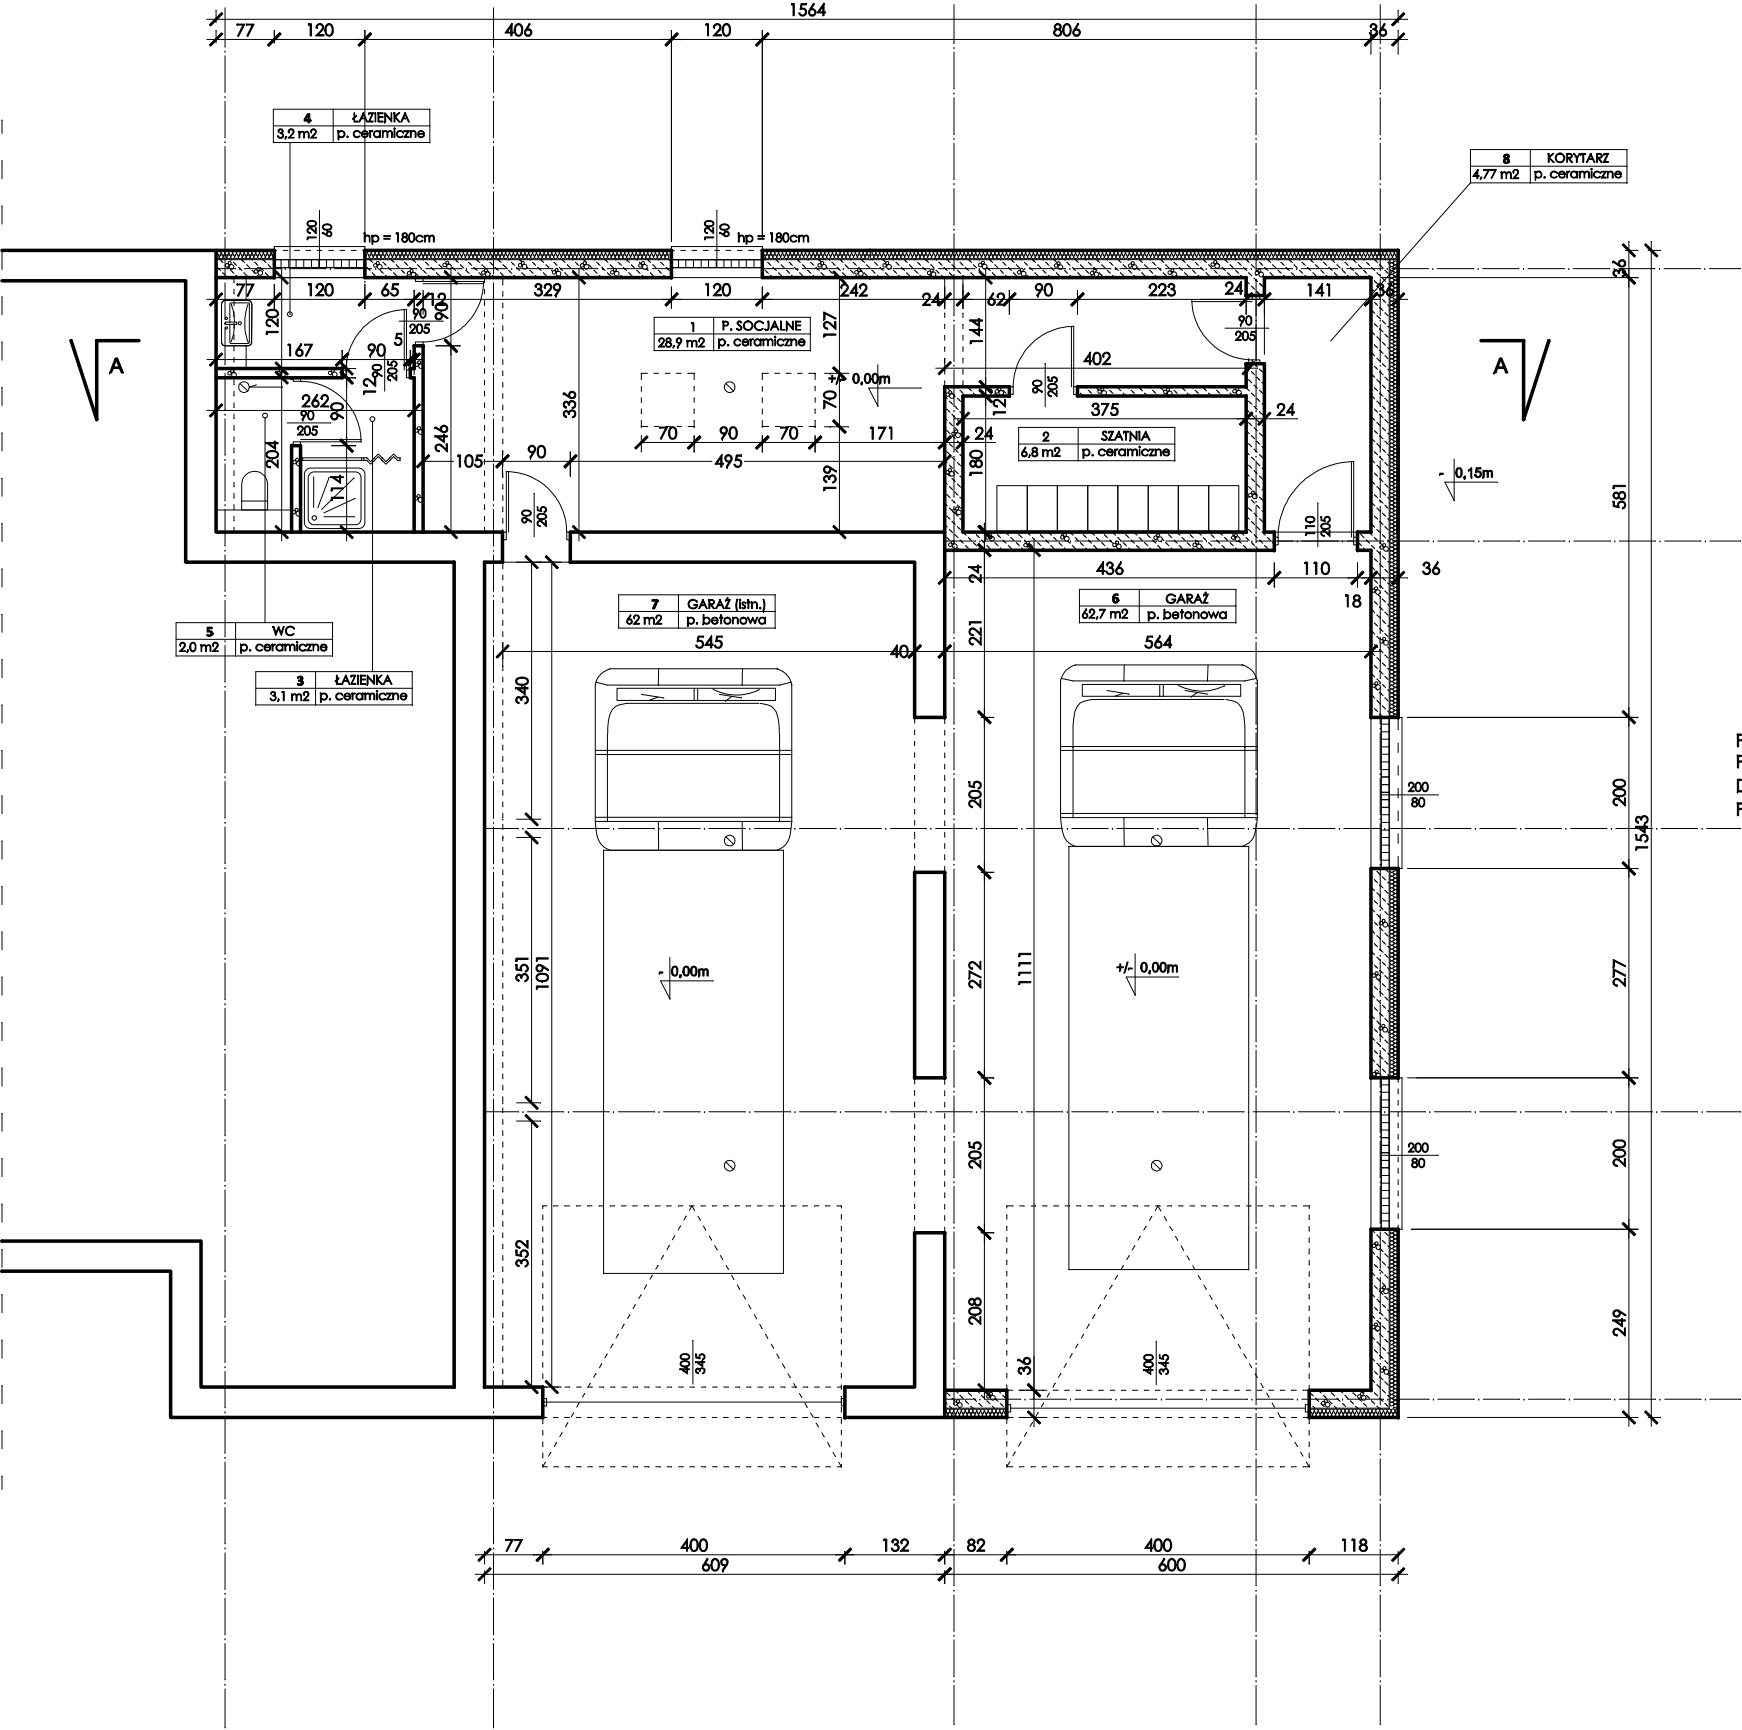 1564
77 120 406 120 806 36
4 ŁAZIENKA
3,2 m2 p. ceramiczne
8 KORYTARZ
4,77 m2 p. ceramiczne
120
60
hp = 180cm
120
60
hp = 180cm
36
77 120 65 12 329 120 242 24 62 90 223 24 141 36
120
90
90
205
5
1 P. SOCJALNE
28,9 m2 p. ceramiczne
127
144
90
205
A
A
167 90
12
90
205
402
+/- 0,00m
90
205
262
90
205
90
336
70
12
375 24
204
246
70 90 70 171 24
2 SZATNIA
6,8 m2 p. ceramiczne
105 90 495
180
- 0,15m
114
139
581
90
205
110
205
24
436 110 36
18
7 GARAŻ (istn.)
62 m2 p. betonowa
6 GARAŻ
62,7 m2 p. betonowa
5 WC
2,0 m2 p. ceramiczne
221
545 40 564
3 ŁAZIENKA
3,1 m2 p. ceramiczne
340
205
200
80
200
1543
351
1091
- 0,00m
272
1111
+/- 0,00m
277
205
200
80
200
352
208
249
400
345
36
400
345
77 400 132 82 400 118
609 600